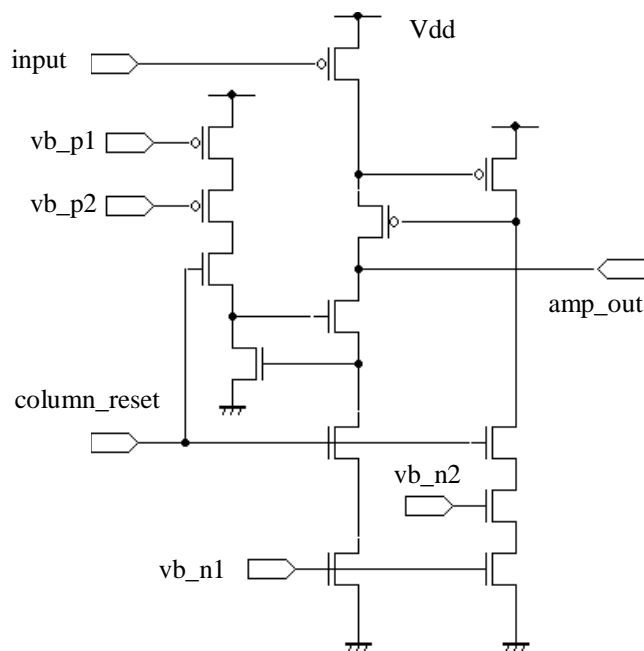 Vdd
input
vb_p1
vb_p2
amp_out
column_reset
vb_n2
vb_n1